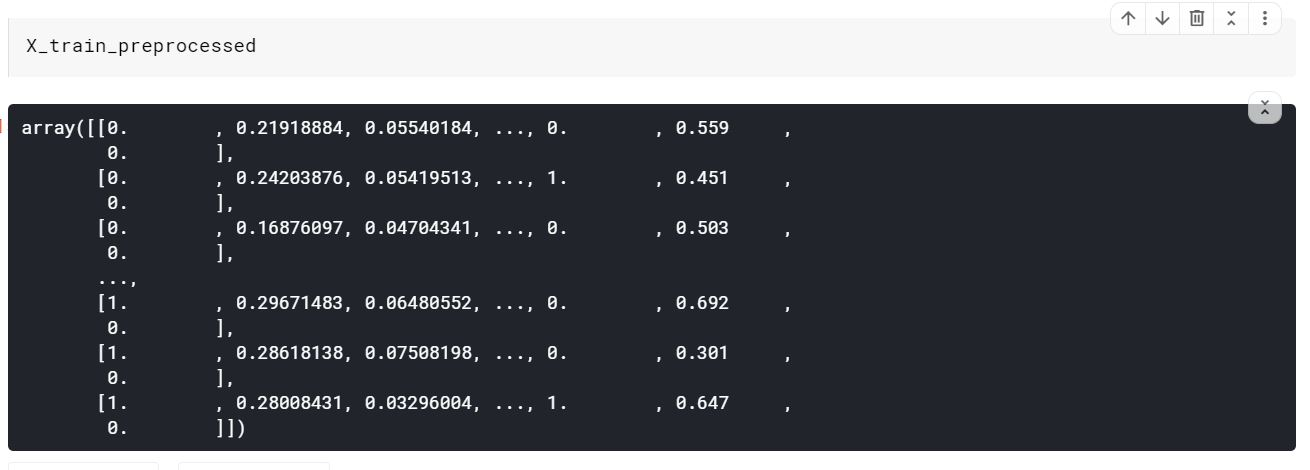 X_train_preprocessed
array([[0.        , 0.21918884, 0.05540184, ..., 0.        , 0.559     ,
        0.        ],
       [0.        , 0.24203876, 0.05419513, ..., 1.        , 0.451     ,
        0.        ],
       [0.        , 0.16876097, 0.04704341, ..., 0.        , 0.503     ,
        0.        ],
       ...,
       [1.        , 0.29671483, 0.06480552, ..., 0.        , 0.692     ,
        0.        ],
       [1.        , 0.28618138, 0.07508198, ..., 0.        , 0.301     ,
        0.        ],
       [1.        , 0.28008431, 0.03296004, ..., 1.        , 0.647     ,
        0.        ]])